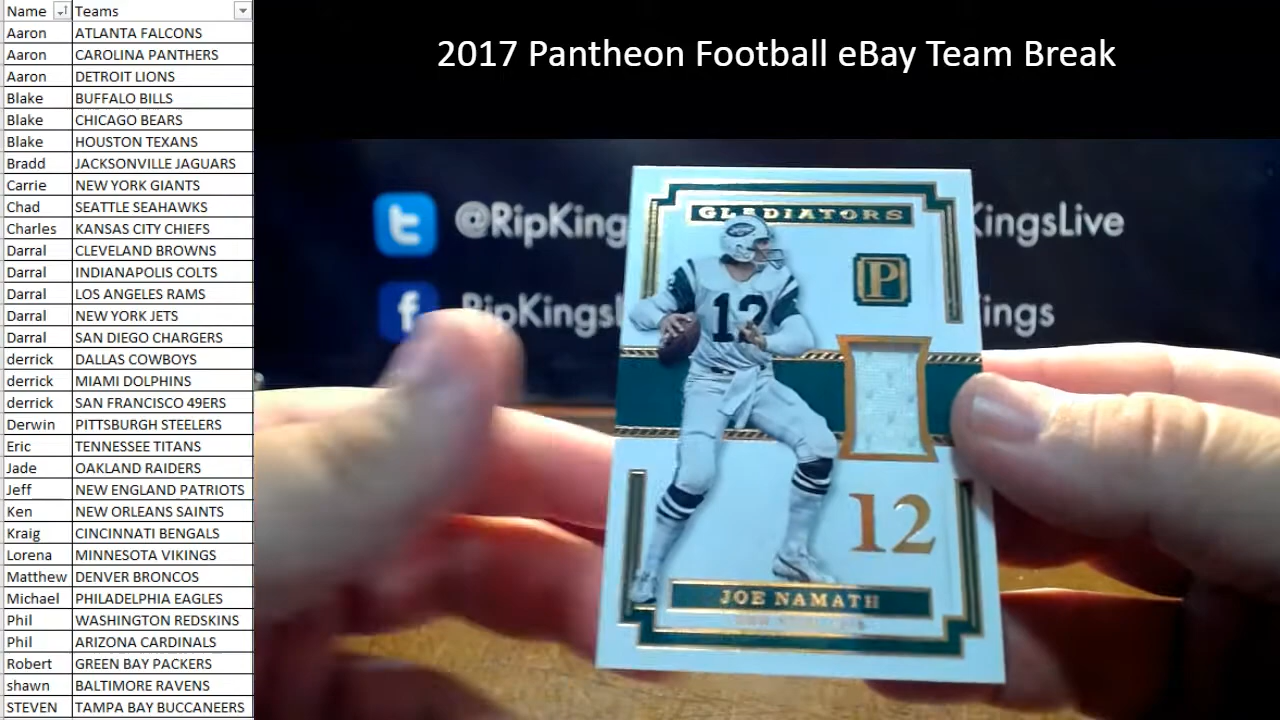 Name Teams
Aaron ATLANTA FALCONS
Aaron CAROLINA PANTHERS
Aaron DETROIT LIONS
Blake BUFFALO BILLS
Blake CHICAGO BEARS
Blake HOUSTON TEXANS
Bradd JACKSONVILLE JAGUARS
Carrie NEW YORK GIANTS
Chad SEATTLE SEAHAWKS
Charles KANSAS CITY CHIEFS
Darral CLEVELAND BROWNS
Darral INDIANAPOLIS COLTS
Darral LOS ANGELES RAMS
Darral NEW YORK JETS
Darral SAN DIEGO CHARGERS
derrick DALLAS COWBOYS
derrick MIAMI DOLPHINS
derrick SAN FRANCISCO 49ERS
Derwin PITTSBURGH STEELERS
Eric TENNESSEE TITANS
Jade OAKLAND RAIDERS
Jeff NEW ENGLAND PATRIOTS
Ken NEW ORLEANS SAINTS
Kraig CINCINNATI BENGALS
Lorena MINNESOTA VIKINGS
Matthew DENVER BRONCOS
Michael PHILADELPHIA EAGLES
Phil WASHINGTON REDSKINS
Phil ARIZONA CARDINALS
Robert GREEN BAY PACKERS
shawn BALTIMORE RAVENS
STEVEN TAMPA BAY BUCCANEERS
2017 Pantheon Football eBay Team Break
t @RipKing
KingsLive
f RipKingsL
ings
GLADIATORS
P
12
12
JOE NAMATH